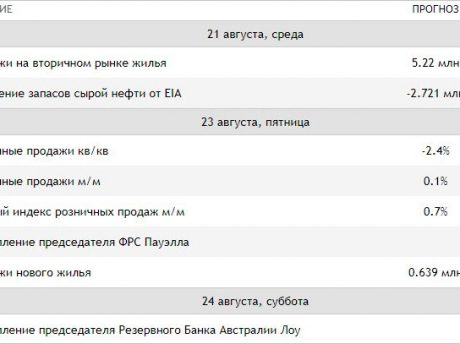 ИЕ ПРОГНОЗ
21 августа, среда
жи на вторичном рынке жилья 5.22 млн
ение запасов сырой нефти от EIA -2.721 млн
23 августа, пятница
ные продажи кв/кв -2.4%
ные продажи м/м 0.1%
ый индекс розничных продаж м/м 0.7%
пление председателя ФРС Пауэлла
жи нового жилья 0.639 млн
24 августа, суббота
пление председателя Резервного Банка Австралии Лоу